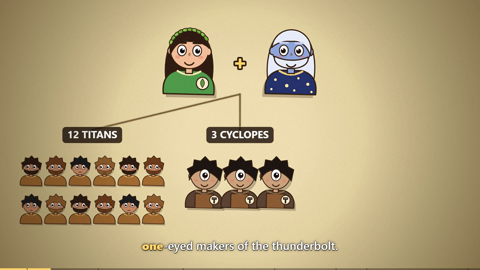 12 TITANS
3 CYCLOPES
one-eyed makers of the thunderbolt.